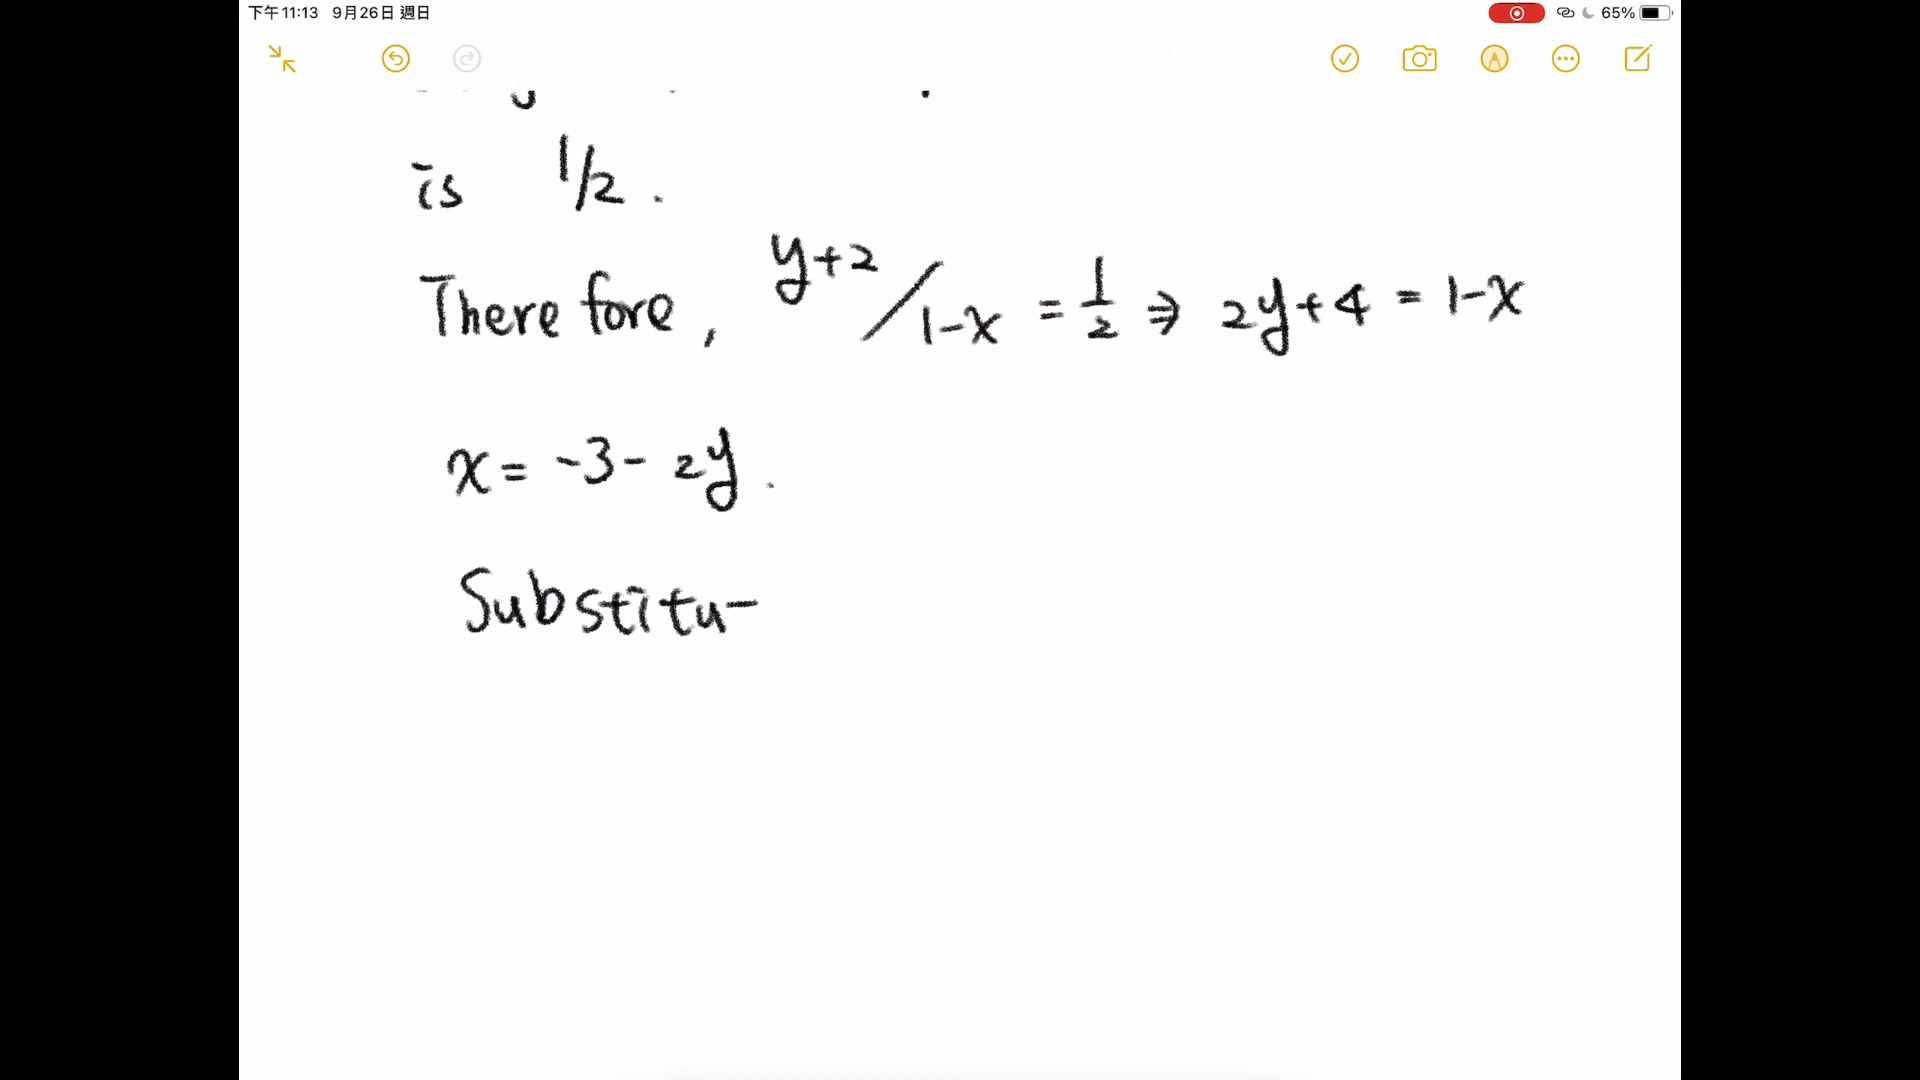 下午11:13 9月26日 週日 65%
is 1/2 .
Therefore, y+2/1-x = 1/2 ⇒ 2y+4 = 1-x
x = -3 - 2y .
Substitu-